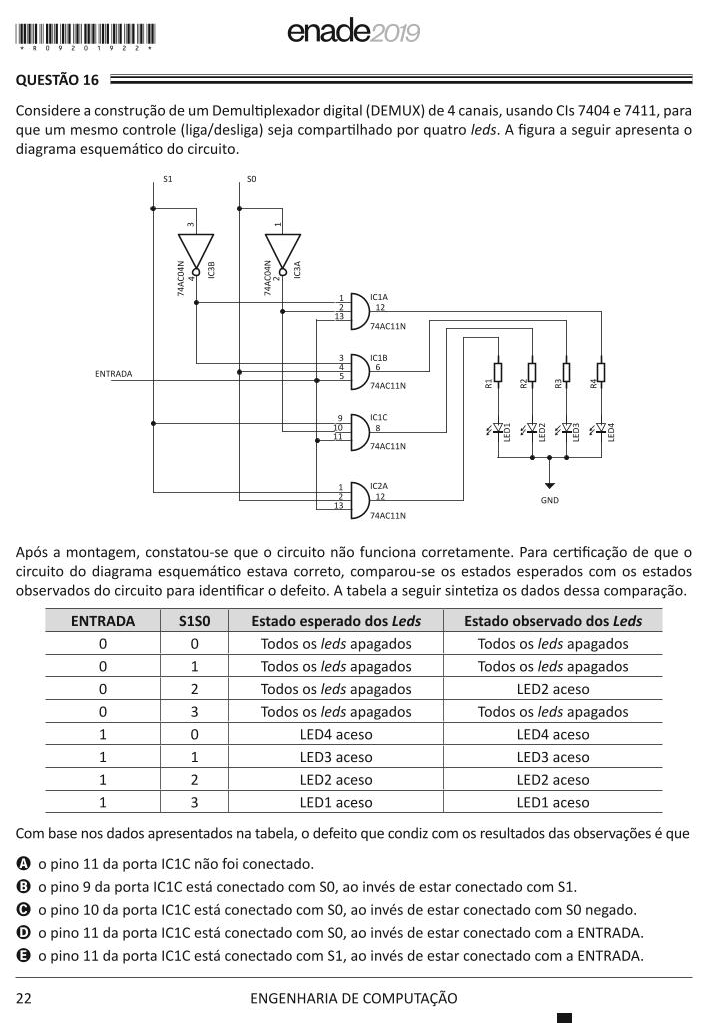 enade2019
* R 0 9 2 0 1 9 2 2 *
QUESTÃO 16
Considere a construção de um Demultiplexador digital (DEMUX) de 4 canais, usando CIs 7404 e 7411, para
que um mesmo controle (liga/desliga) seja compartilhado por quatro leds. A figura a seguir apresenta o
diagrama esquemático do circuito.
S1 S0
3 1
74AC04N 4 IC3B 74AC04N 2 IC3A
1 IC1A
2 12
13
74AC11N
3 IC1B
4 6
5
74AC11N
ENTRADA
R1 R2 R3 R4
9 IC1C
10 8
11
74AC11N
LED1 LED2 LED3 LED4
1 IC2A
2 12
13
74AC11N
GND
Após a montagem, constatou-se que o circuito não funciona corretamente. Para certificação de que o
circuito do diagrama esquemático estava correto, comparou-se os estados esperados com os estados
observados do circuito para identificar o defeito. A tabela a seguir sintetiza os dados dessa comparação.
ENTRADA S1S0 Estado esperado dos Leds Estado observado dos Leds
0 0 Todos os leds apagados Todos os leds apagados
0 1 Todos os leds apagados Todos os leds apagados
0 2 Todos os leds apagados LED2 aceso
0 3 Todos os leds apagados Todos os leds apagados
1 0 LED4 aceso LED4 aceso
1 1 LED3 aceso LED3 aceso
1 2 LED2 aceso LED2 aceso
1 3 LED1 aceso LED1 aceso
Com base nos dados apresentados na tabela, o defeito que condiz com os resultados das observações é que
A o pino 11 da porta IC1C não foi conectado.
B o pino 9 da porta IC1C está conectado com S0, ao invés de estar conectado com S1.
C o pino 10 da porta IC1C está conectado com S0, ao invés de estar conectado com S0 negado.
D o pino 11 da porta IC1C está conectado com S0, ao invés de estar conectado com a ENTRADA.
E o pino 11 da porta IC1C está conectado com S1, ao invés de estar conectado com a ENTRADA.
22 ENGENHARIA DE COMPUTAÇÃO